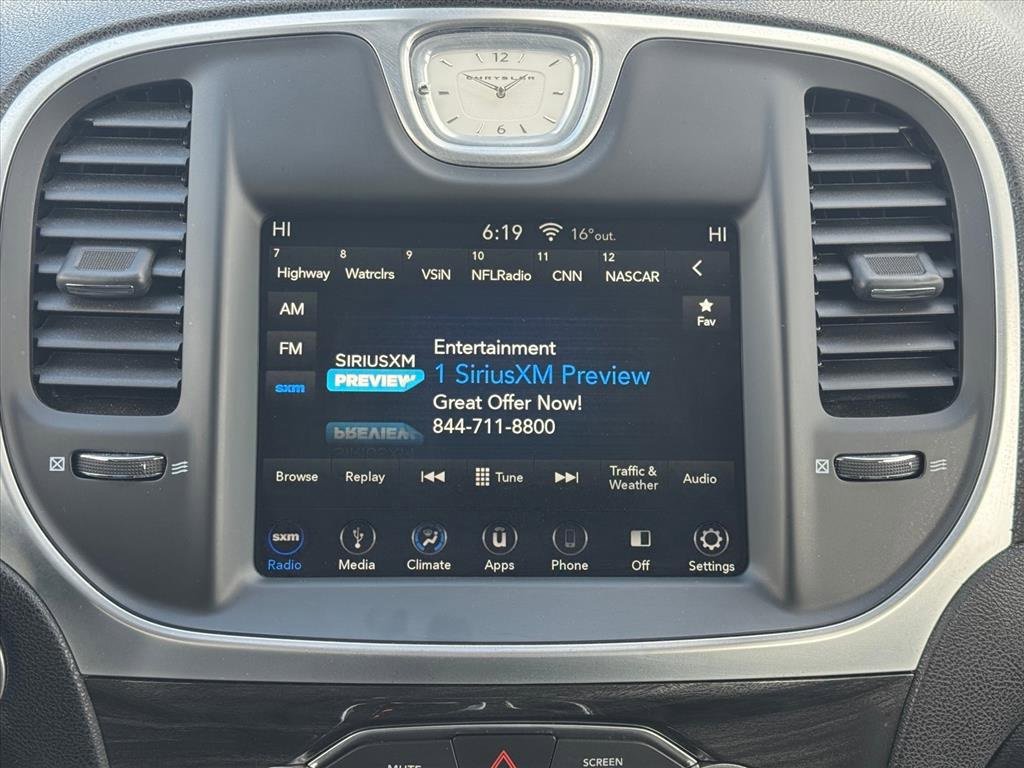 12
CHRYSLER
6
HI 6:19 16°out. HI
7 8 9 10 11 12
Highway Watrclrs VSiN NFLRadio CNN NASCAR
AM
Fav
FM
sxm
SIRIUSXM
PREVIEW
Entertainment
1 SiriusXM Preview
Great Offer Now!
844-711-8800
Browse Replay Tune Traffic & Weather Audio
sxm
Radio Media Climate Apps Phone Off Settings
MUTE SCREEN